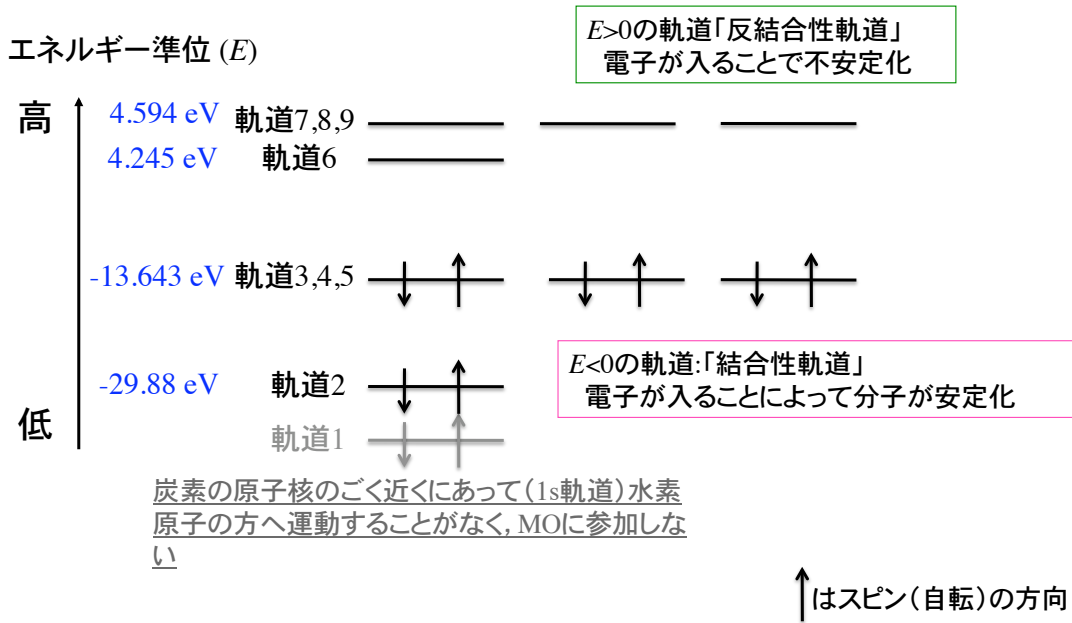 E>0の軌道「反結合性軌道」
電子が入ることで不安定化
エネルギー準位 (E)
高
4.594 eV 軌道7,8,9
4.245 eV 軌道6
-13.643 eV 軌道3,4,5
E<0の軌道:「結合性軌道」
電子が入ることによって分子が安定化
-29.88 eV 軌道2
低
軌道1
炭素の原子核のごく近くにあって(1s軌道)水素
原子の方へ運動することがなく, MOに参加しな
い
↑はスピン(自転)の方向